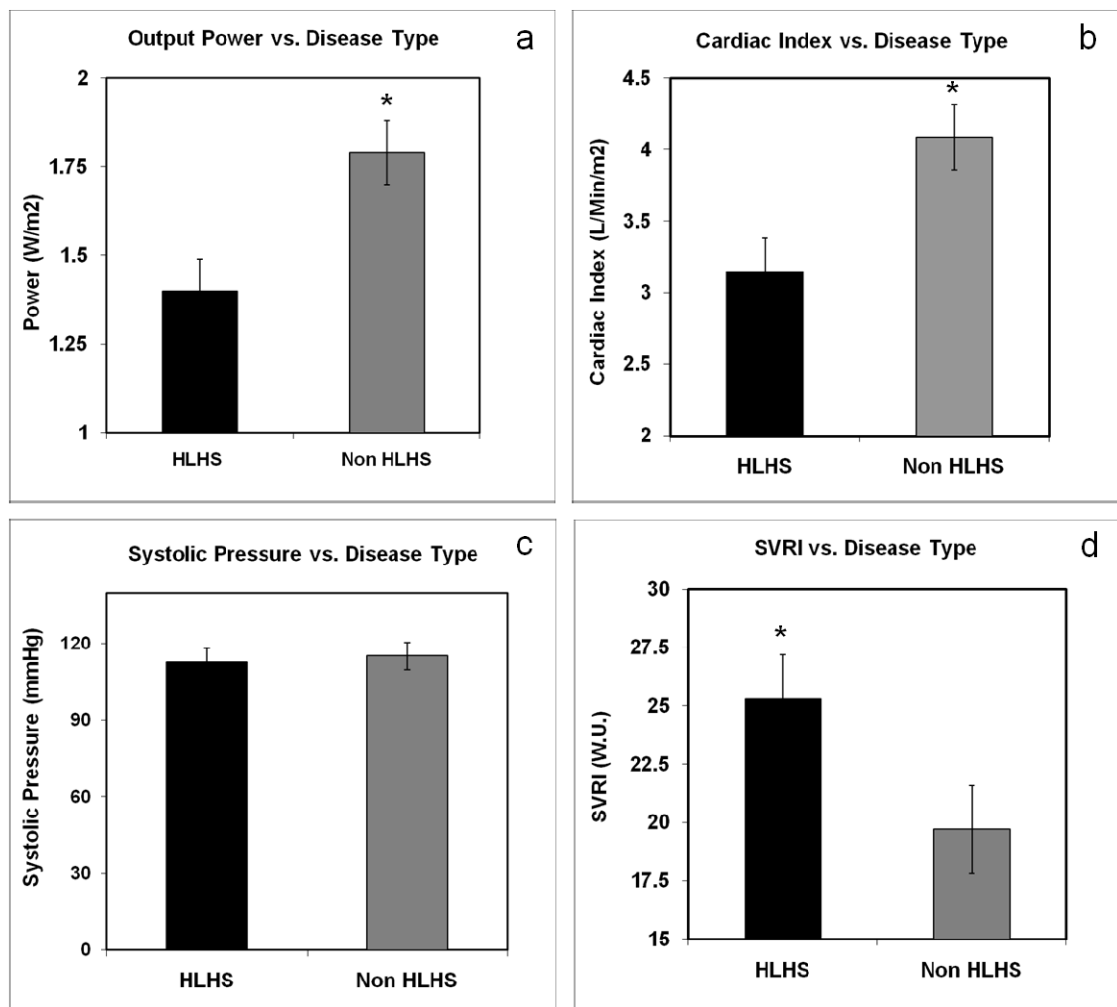 Output Power vs. Disease Type
a
2
1.75
1.5
1.25
1
Power (W/m2)
*
HLHS
Non HLHS
Cardiac Index vs. Disease Type
b
4.5
4
3.5
3
2.5
2
Cardiac Index (L/Min/m2)
*
HLHS
Non HLHS
Systolic Pressure vs. Disease Type
c
120
90
60
30
0
Systolic Pressure (mmHg)
HLHS
Non HLHS
SVRI vs. Disease Type
d
30
27.5
25
22.5
20
17.5
15
SVRI (W.U.)
*
HLHS
Non HLHS